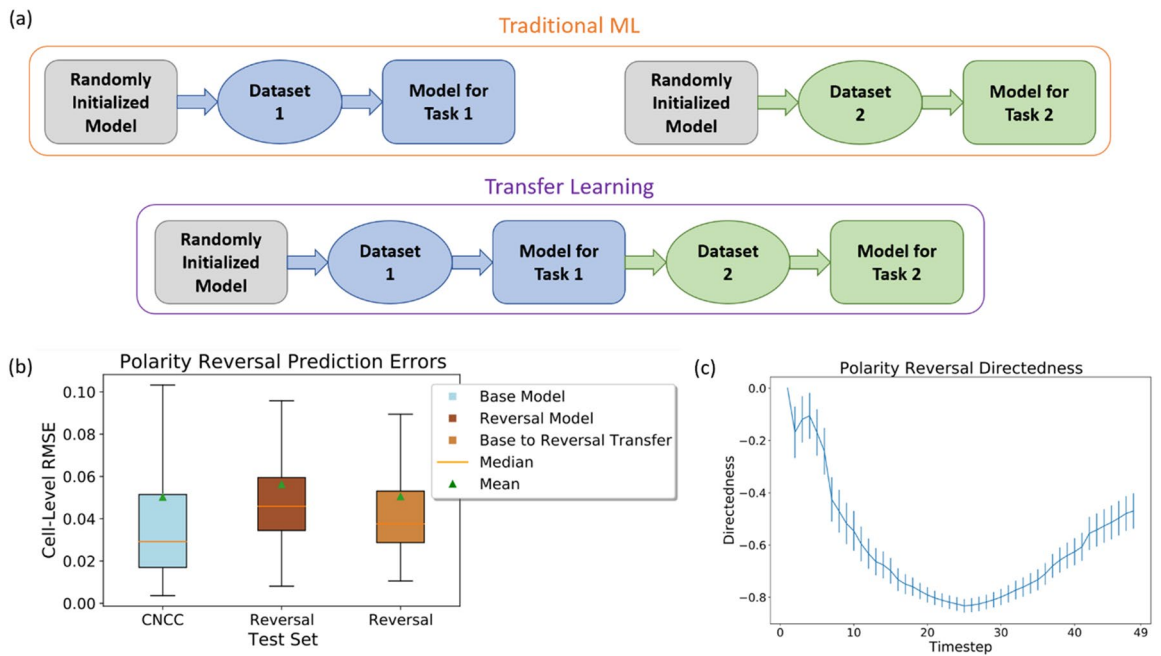 (a)
Traditional ML
Randomly
Initialized
Model
Dataset
1
Model for
Task 1
Randomly
Initialized
Model
Dataset
2
Model for
Task 2
Transfer Learning
Randomly
Initialized
Model
Dataset
1
Model for
Task 1
Dataset
2
Model for
Task 2
(b)
Polarity Reversal Prediction Errors
Cell-Level RMSE
0.10
0.08
0.06
0.04
0.02
0.00
CNCC
Reversal
Reversal
Test Set
Base Model
Reversal Model
Base to Reversal Transfer
Median
Mean
(c)
Polarity Reversal Directedness
Directedness
0.0
−0.2
−0.4
−0.6
−0.8
0
10
20
30
40
49
Timestep